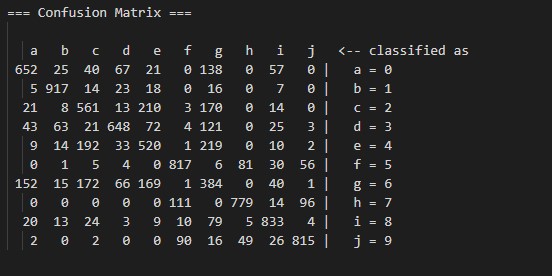 === Confusion Matrix ===
a b c d e f g h i j <-- classified as
652 25 40 67 21 0 138 0 57 0 | a = 0
5 917 14 23 18 0 16 0 7 0 | b = 1
21 8 561 13 210 3 170 0 14 0 | c = 2
43 63 21 648 72 4 121 0 25 3 | d = 3
9 14 192 33 520 1 219 0 10 2 | e = 4
0 1 5 4 0 817 6 81 30 56 | f = 5
152 15 172 66 169 1 384 0 40 1 | g = 6
0 0 0 0 0 111 0 779 14 96 | h = 7
20 13 24 3 9 10 79 5 833 4 | i = 8
2 0 2 0 0 90 16 49 26 815 | j = 9